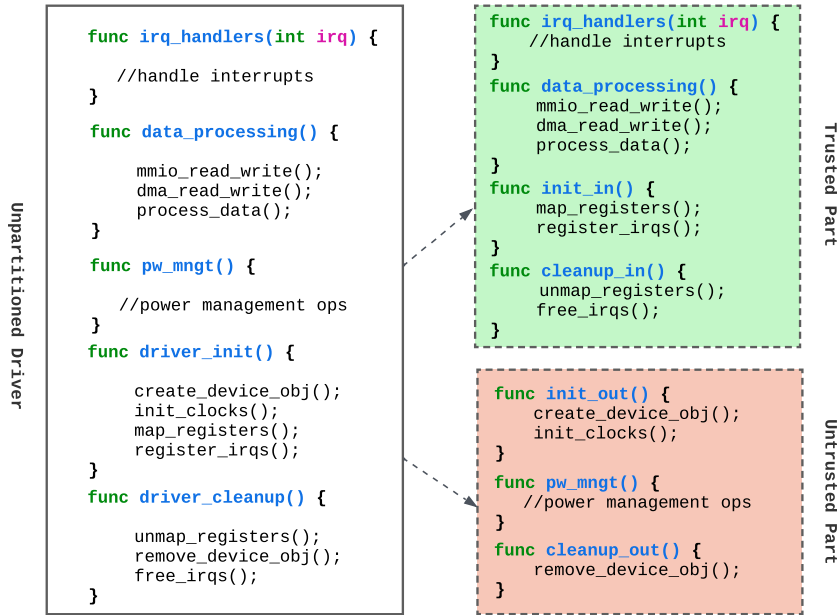 Unpartitioned Driver
func irq_handlers(int irq) {
//handle interrupts
}
func data_processing() {
mmio_read_write();
dma_read_write();
process_data();
}
func pw_mngt() {
//power management ops
}
func driver_init() {
create_device_obj();
init_clocks();
map_registers();
register_irqs();
}
func driver_cleanup() {
unmap_registers();
remove_device_obj();
free_irqs();
}
func irq_handlers(int irq) {
//handle interrupts
}
func data_processing() {
mmio_read_write();
dma_read_write();
process_data();
}
func init_in() {
map_registers();
register_irqs();
}
func cleanup_in() {
unmap_registers();
free_irqs();
}
Trusted Part
func init_out() {
create_device_obj();
init_clocks();
}
func pw_mngt() {
//power management ops
}
func cleanup_out() {
remove_device_obj();
}
Untrusted Part